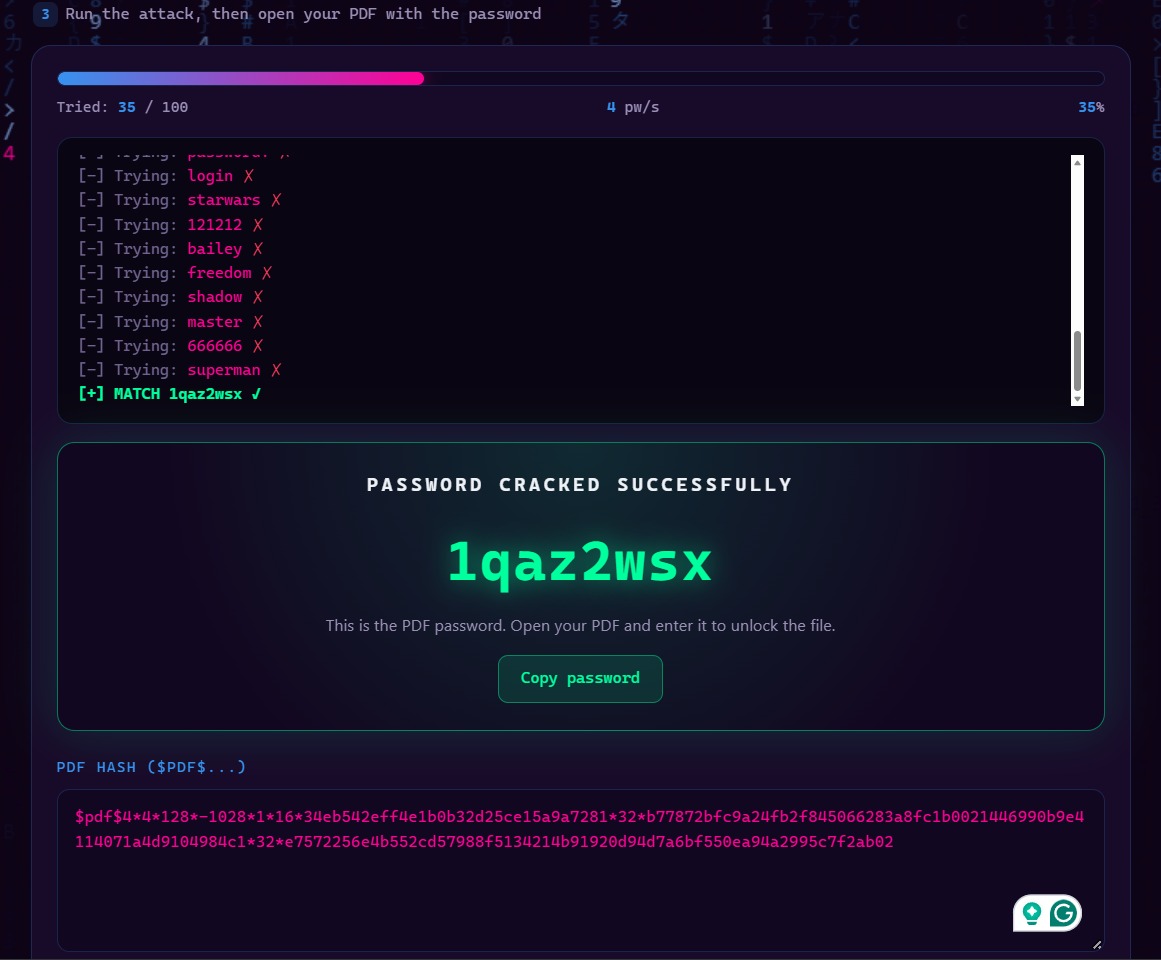 3 Run the attack, then open your PDF with the password
Tried: 35 / 100
4 pw/s
35%
[-] Trying: login ✗
[-] Trying: starwars ✗
[-] Trying: 121212 ✗
[-] Trying: bailey ✗
[-] Trying: freedom ✗
[-] Trying: shadow ✗
[-] Trying: master ✗
[-] Trying: 666666 ✗
[-] Trying: superman ✗
[+] MATCH 1qaz2wsx ✓
PASSWORD CRACKED SUCCESSFULLY
1qaz2wsx
This is the PDF password. Open your PDF and enter it to unlock the file.
Copy password
PDF HASH ($PDF$...)
$pdf$4*4*128*-1028*1*16*34eb542eff4e1b0b32d25ce15a9a7281*32*b77872bfc9a24fb2f845066283a8fc1b0021446990b9e4
114071a4d9104984c1*32*e7572256e4b552cd57988f5134214b91920d94d7a6bf550ea94a2995c7f2ab02